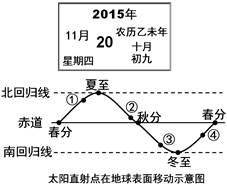 2015年
11月 20 农历乙未年
十月
星期四 初九
夏至
北回归线
①
赤道 春分 ② 秋分 春分
③ ④
南回归线
冬至
太阳直射点在地球表面移动示意图